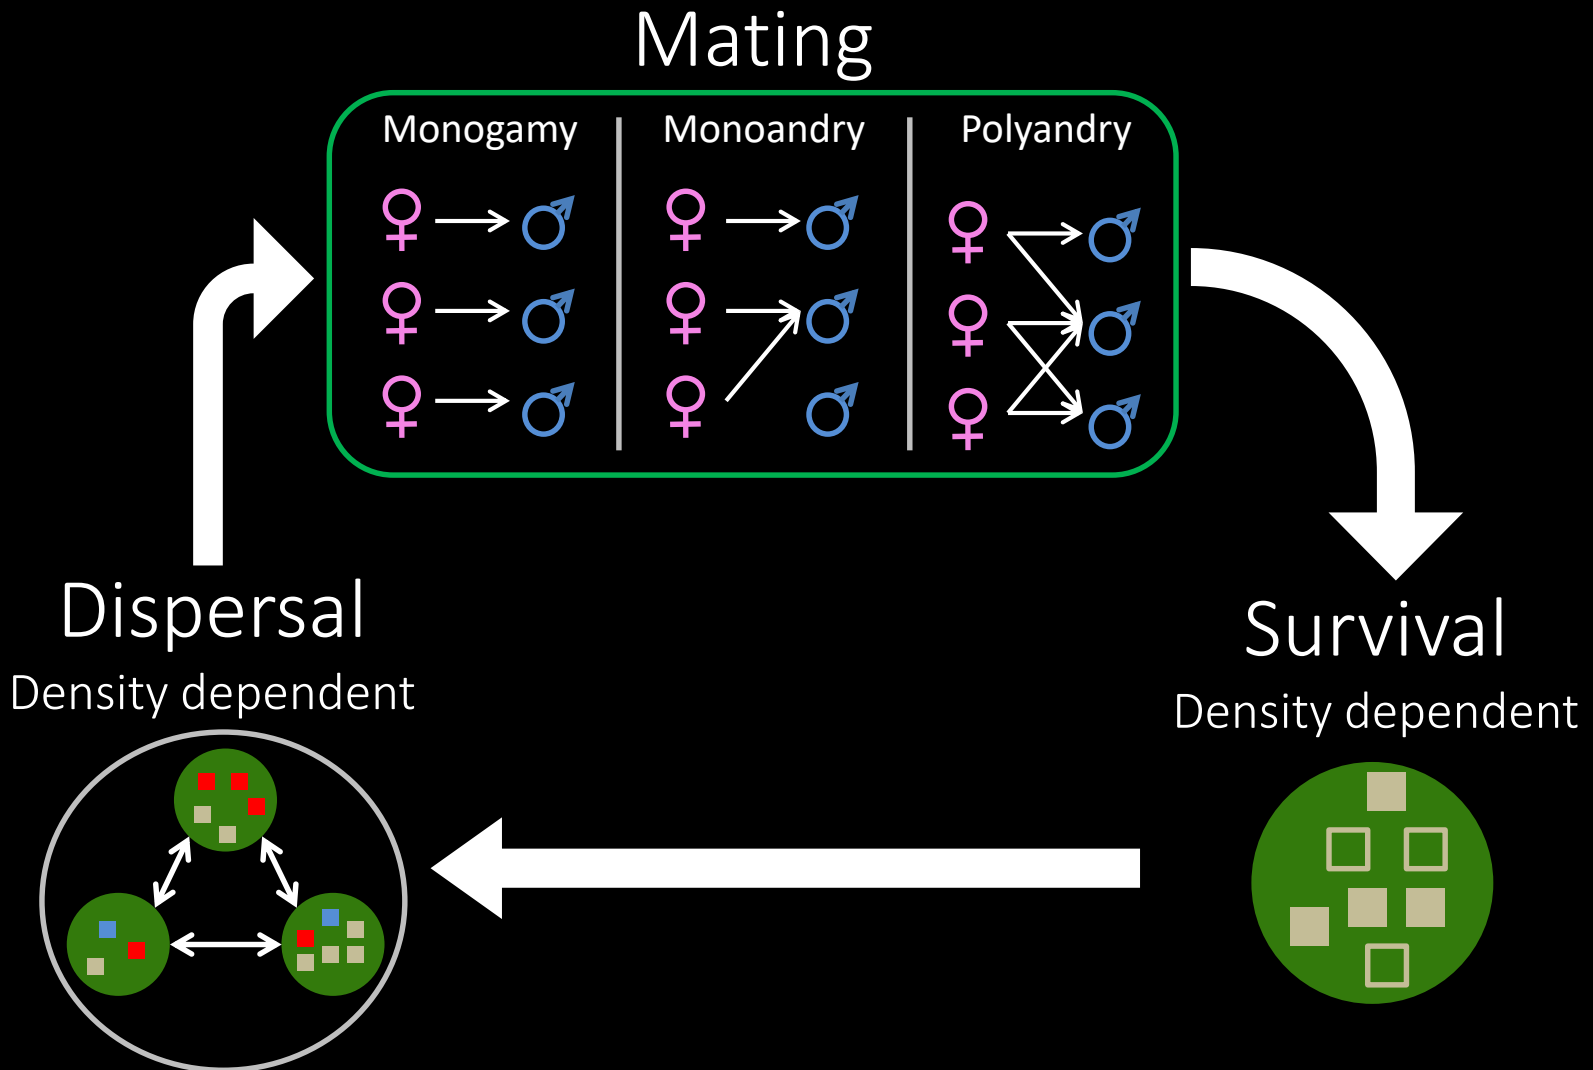 Mating
Monogamy
Monoandry
Polyandry
Dispersal
Density dependent
Survival
Density dependent